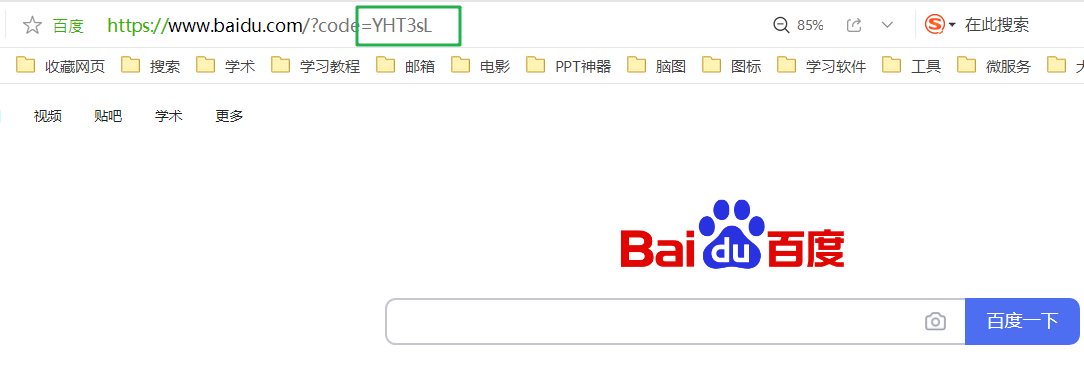 百度 https://www.baidu.com/?code=YHT3sL 85% 在此搜索
收藏网页 搜索 学术 学习教程 邮箱 电影 PPT神器 脑图 图标 学习软件 工具 微服务
视频 贴吧 学术 更多
Bai du 百度
百度一下